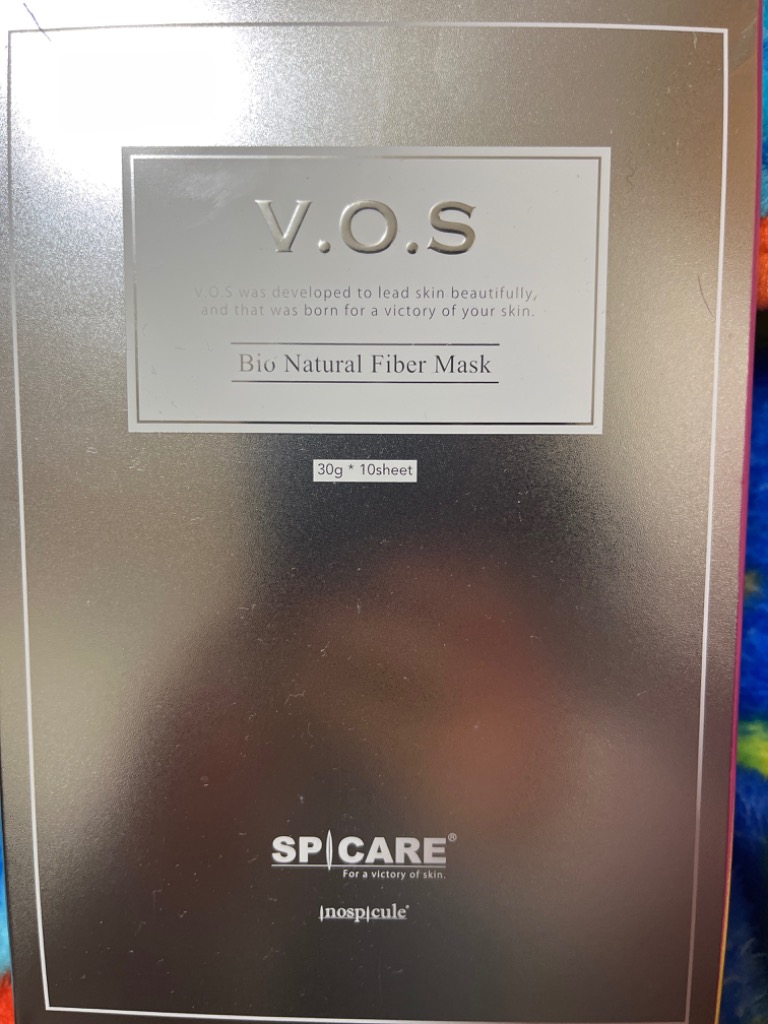 V.O.S
V.O.S was developed to lead skin beautifully,
and that was born for a victory of your skin.
Bio Natural Fiber Mask
30g * 10sheet
SPICARE®
For a victory of skin.
inospicule®